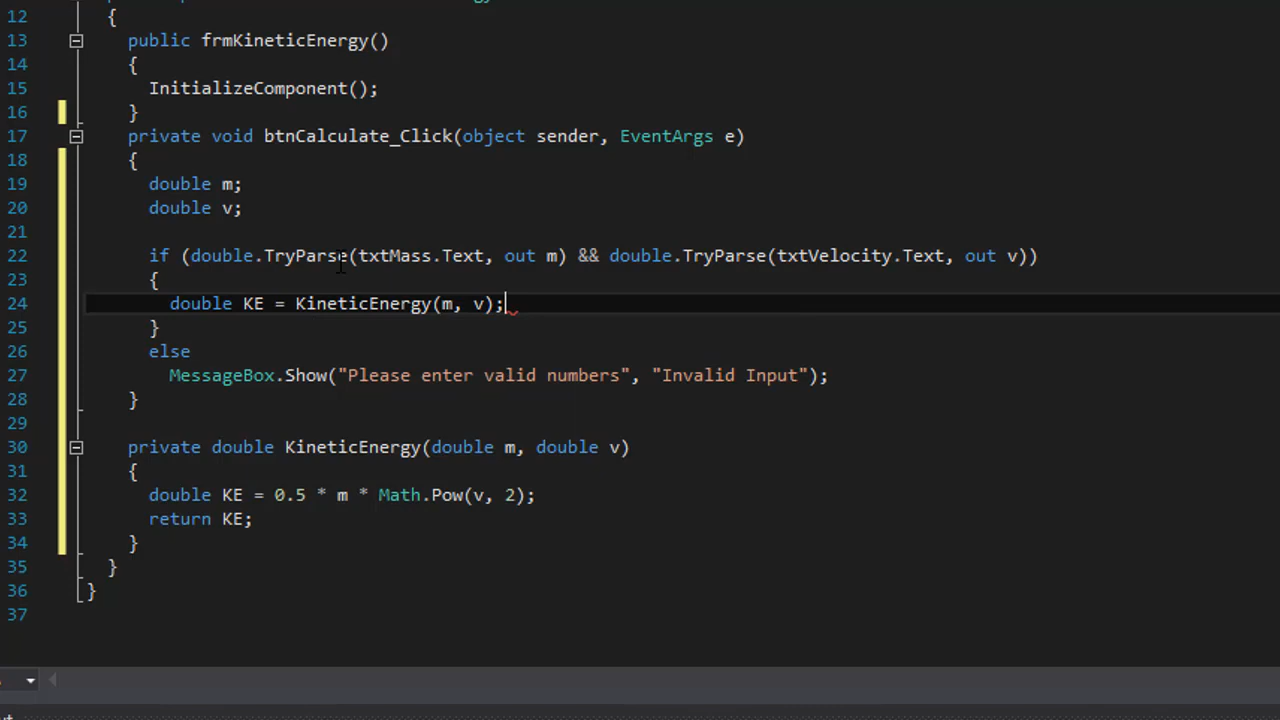 12 {
13 public frmKineticEnergy()
14 {
15 InitializeComponent();
16 }
17 private void btnCalculate_Click(object sender, EventArgs e)
18 {
19 double m;
20 double v;
21
22 if (double.TryParse(txtMass.Text, out m) && double.TryParse(txtVelocity.Text, out v))
23 {
24 double KE = KineticEnergy(m, v);
25 }
26 else
27 MessageBox.Show("Please enter valid numbers", "Invalid Input");
28 }
29
30 private double KineticEnergy(double m, double v)
31 {
32 double KE = 0.5 * m * Math.Pow(v, 2);
33 return KE;
34 }
35 }
36 }
37